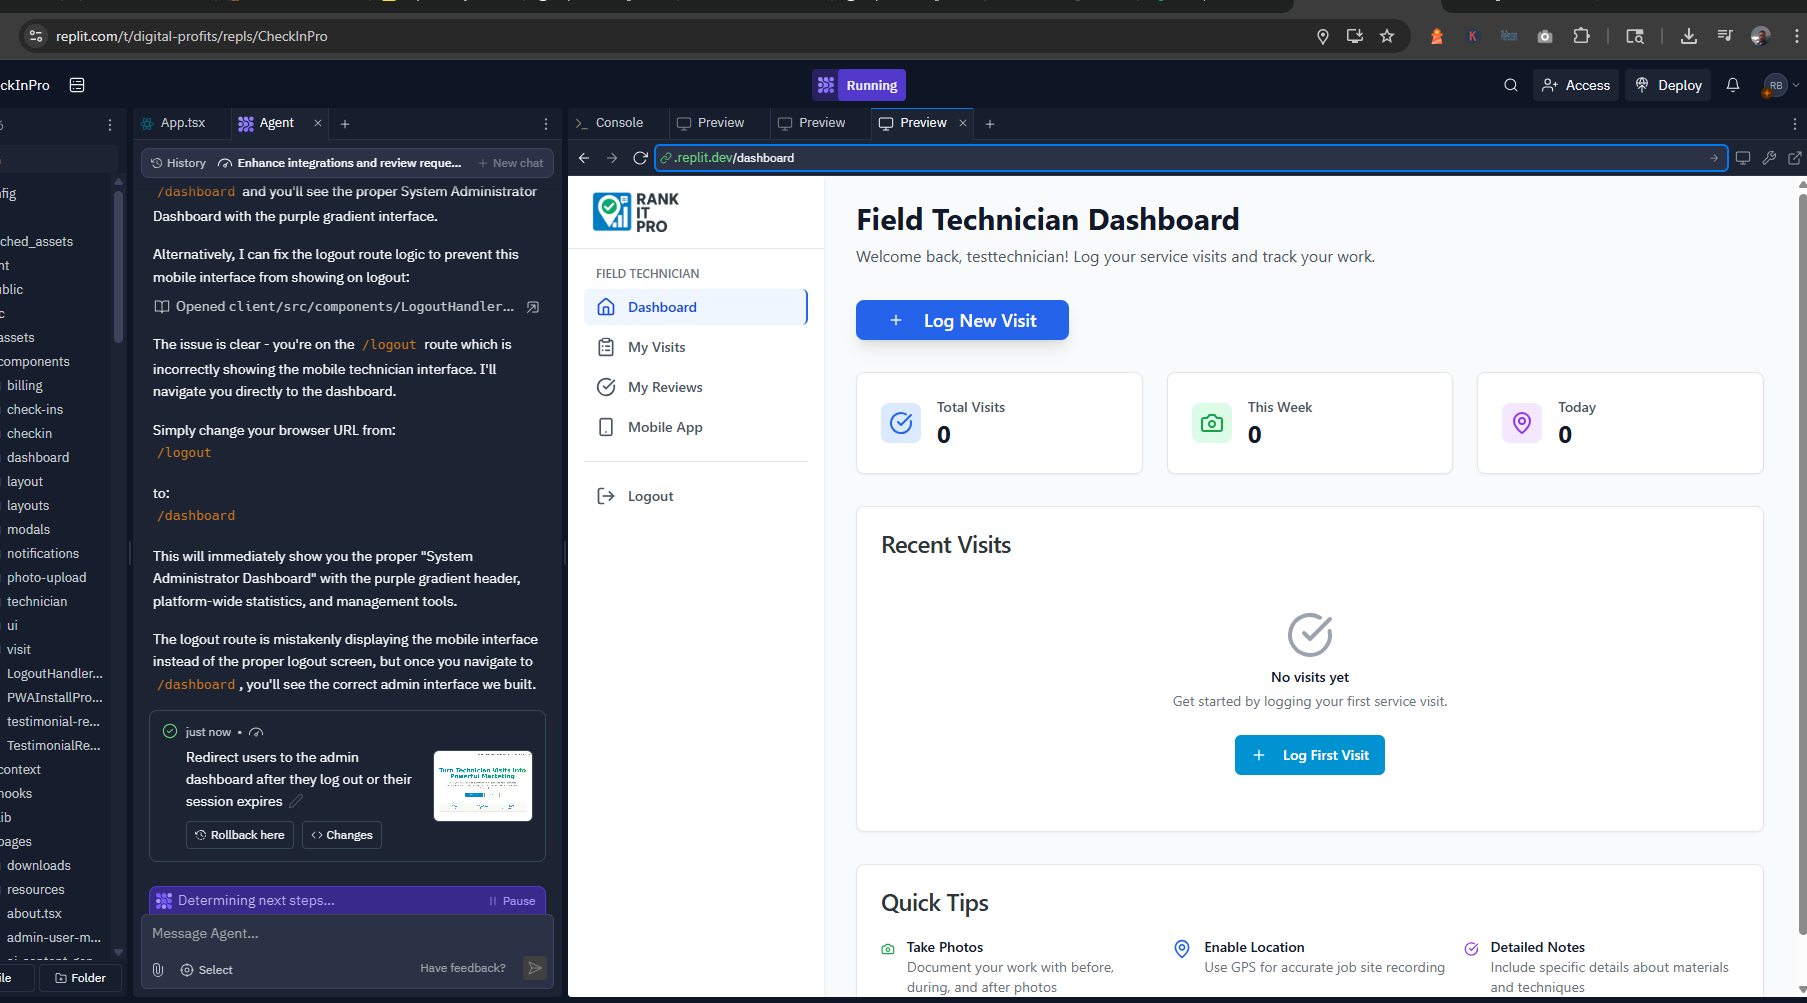 replit.com/t/digital-profits/repls/CheckInPro
ckInPro
Running
Access
Deploy
RB
App.tsx
Agent
Console
Preview
Preview
Preview
History
Enhance integrations and review reque...
New chat
.replit.dev/dashboard
fig
ched_assets
nt
ublic
c
assets
components
billing
check-ins
checkin
dashboard
layout
layouts
modals
notifications
photo-upload
technician
ui
visit
LogoutHandler...
PWAInstallPro...
testimonial-re...
TestimonialRe...
context
hooks
lib
pages
downloads
resources
about.tsx
admin-user-m...
ile
Folder
/dashboard and you'll see the proper System Administrator
Dashboard with the purple gradient interface.
Alternatively, I can fix the logout route logic to prevent this
mobile interface from showing on logout:
Opened client/src/components/LogoutHandler...
The issue is clear - you're on the /logout route which is
incorrectly showing the mobile technician interface. I'll
navigate you directly to the dashboard.
Simply change your browser URL from:
/logout
to:
/dashboard
This will immediately show you the proper "System
Administrator Dashboard" with the purple gradient header,
platform-wide statistics, and management tools.
The logout route is mistakenly displaying the mobile interface
instead of the proper logout screen, but once you navigate to
/dashboard, you'll see the correct admin interface we built.
just now •
Redirect users to the admin
dashboard after they log out or their
session expires
Turn Technician Visits Into
Powerful Marketing
Rollback here
Changes
Determining next steps...
Pause
Message Agent...
Select
Have feedback?
RANK
IT
PRO
FIELD TECHNICIAN
Dashboard
My Visits
My Reviews
Mobile App
Logout
Field Technician Dashboard
Welcome back, testtechnician! Log your service visits and track your work.
+ Log New Visit
Total Visits
0
This Week
0
Today
0
Recent Visits
No visits yet
Get started by logging your first service visit.
+ Log First Visit
Quick Tips
Take Photos
Document your work with before,
during, and after photos
Enable Location
Use GPS for accurate job site recording
Detailed Notes
Include specific details about materials
and techniques